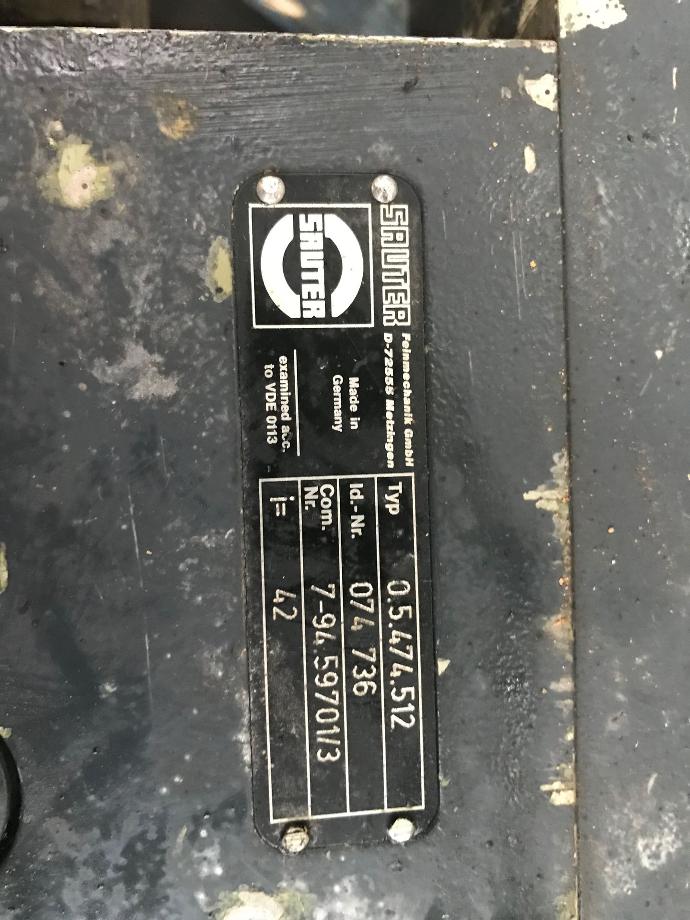 SAUTER
SAUTER
Feinmechanik GmbH
D-72555 Metzingen
Made in
Germany
examined acc.
to VDE 0113
Typ 0.5.474.512
Id.-Nr. 074 736
Com. Nr. 7-94.59701/3
i= 42